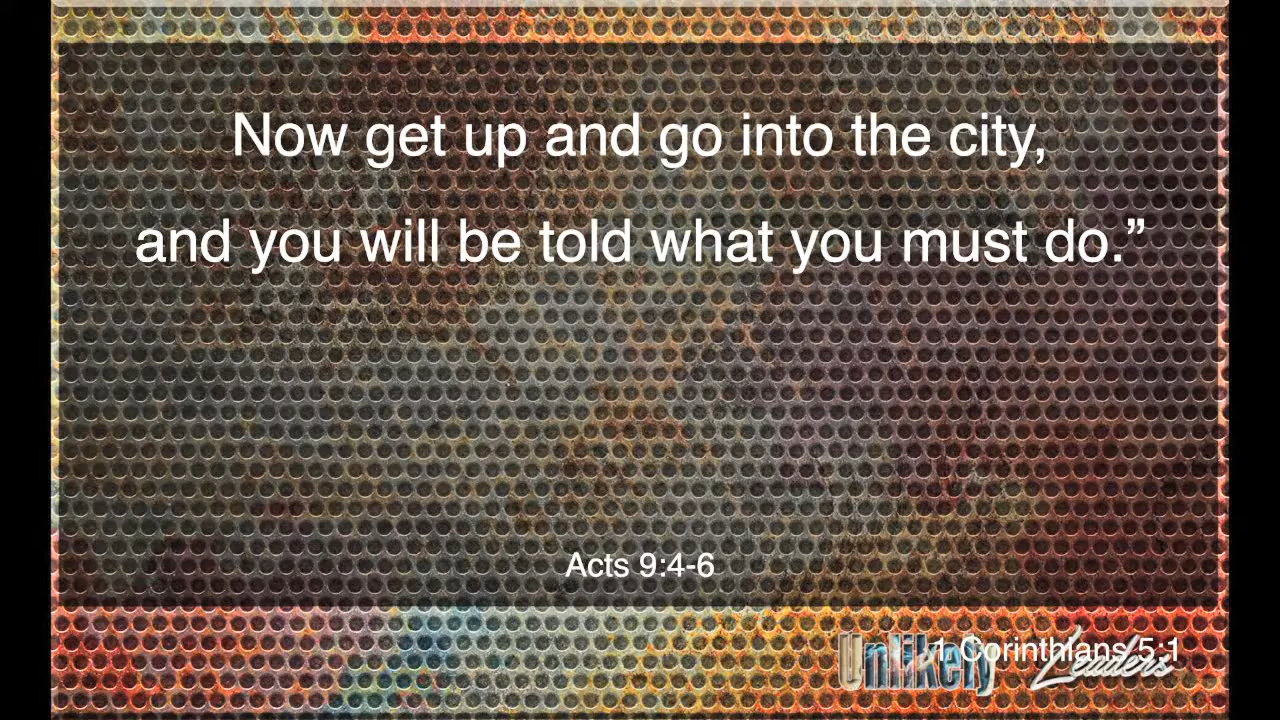 Now get up and go into the city,
and you will be told what you must do.”
Acts 9:4-6
1 Corinthians 5:1
Unlikely Leaders